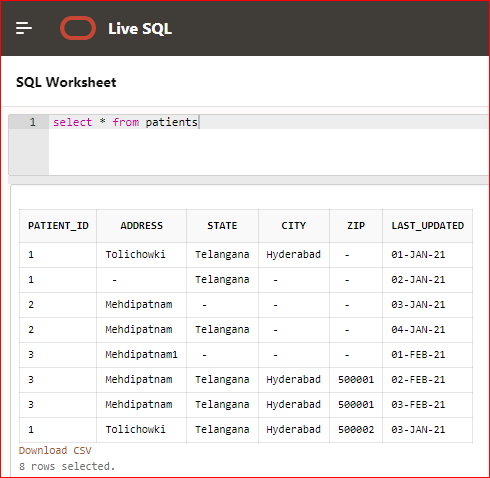 Live SQL
SQL Worksheet
1 select * from patients
PATIENT_ID ADDRESS STATE CITY ZIP LAST_UPDATED
1 Tolichowki Telangana Hyderabad - 01-JAN-21
1 - Telangana - - 02-JAN-21
2 Mehdipatnam - - - 03-JAN-21
2 Mehdipatnam Telangana - - 04-JAN-21
3 Mehdipatnam1 - - - 01-FEB-21
3 Mehdipatnam Telangana Hyderabad 500001 02-FEB-21
3 Mehdipatnam Telangana Hyderabad 500001 03-FEB-21
1 Tolichowki Telangana Hyderabad 500002 03-JAN-21
Download CSV
8 rows selected.